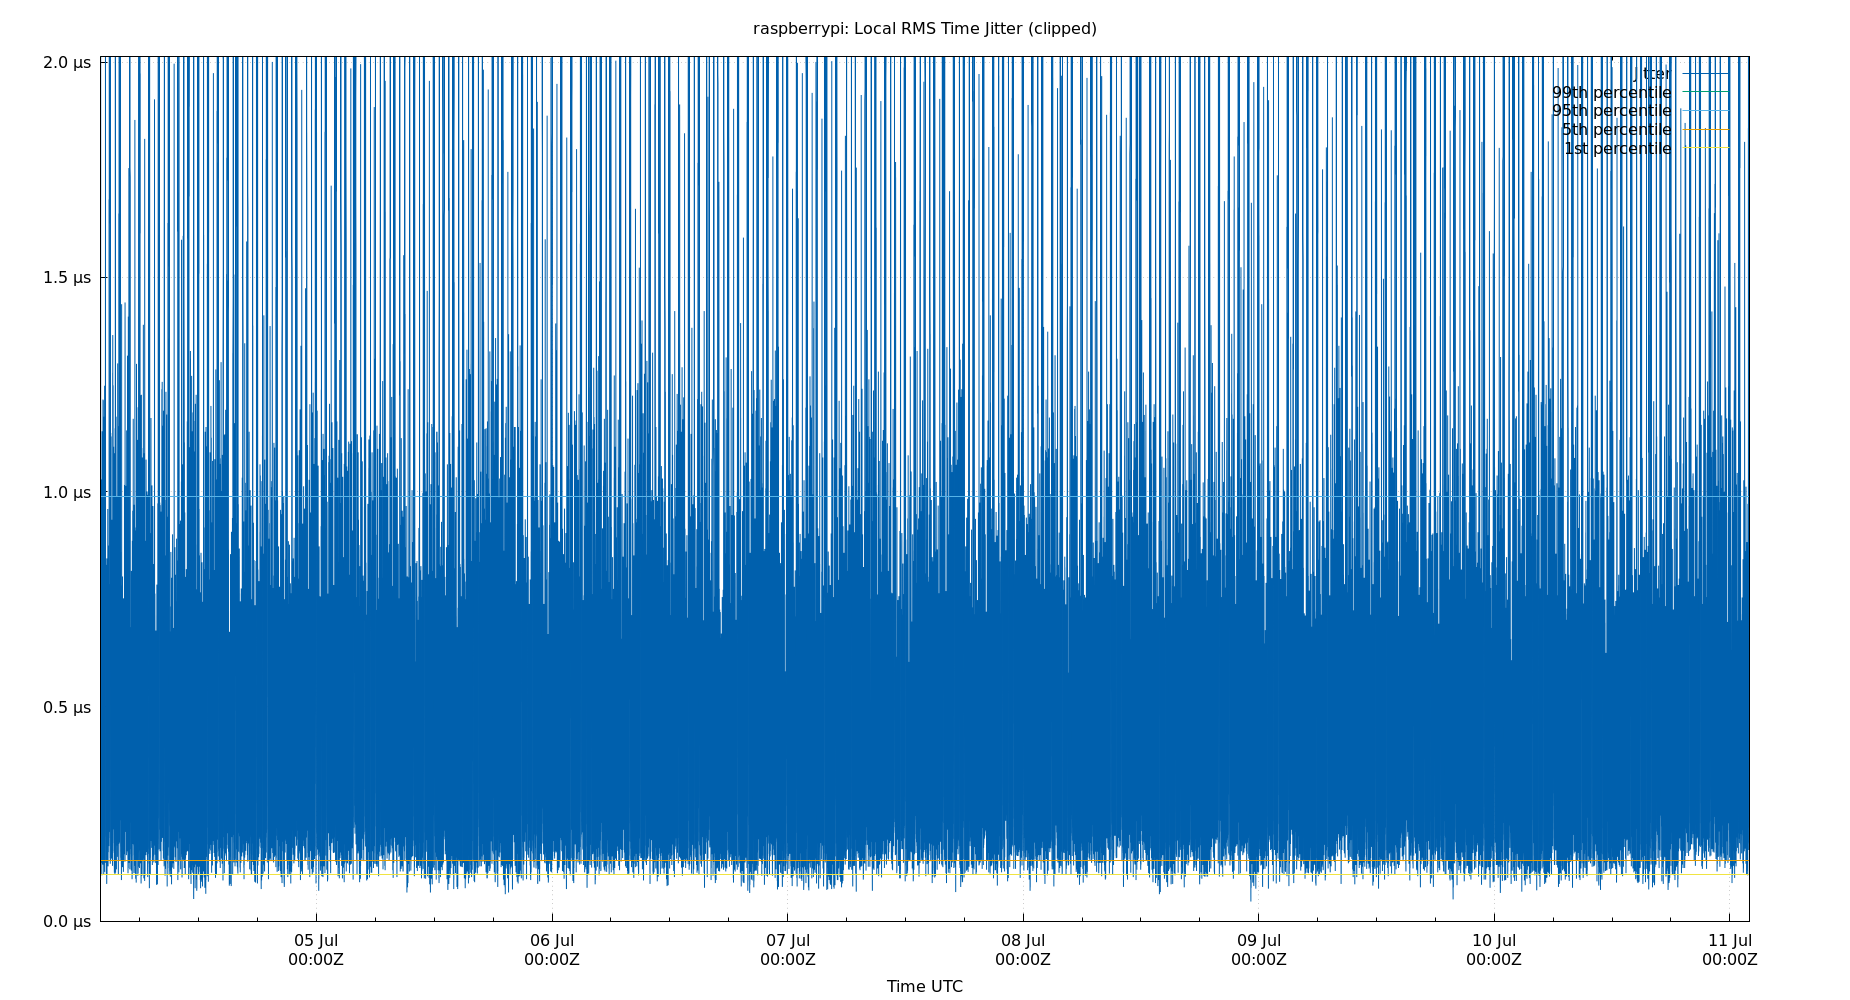 raspberrypi: Local RMS Time Jitter (clipped)
2.0 µs
1.5 µs
1.0 µs
0.5 µs
0.0 µs
jitter
99th percentile
95th percentile
5th percentile
1st percentile
05 Jul 06 Jul 07 Jul 08 Jul 09 Jul 10 Jul 11 Jul
00:00Z 00:00Z 00:00Z 00:00Z 00:00Z 00:00Z 00:00Z
Time UTC